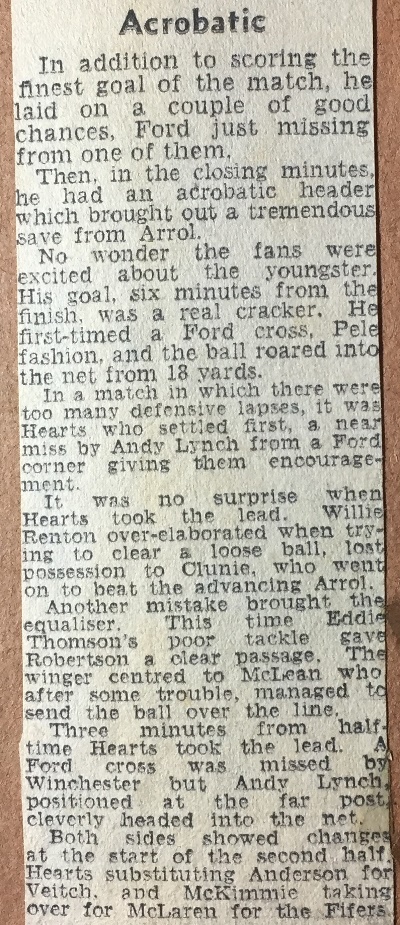 Acrobatic
In addition to scoring the
finest goal of the match, he
laid on a couple of good
chances, Ford just missing
from one of them.
Then, in the closing minutes,
he had an acrobatic header
which brought out a tremendous
save from Arrol.
No wonder the fans were
excited about the youngster.
His goal, six minutes from the
finish, was a real cracker. He
first-timed a Ford cross, Pele
fashion, and the ball roared into
the net from 18 yards.
In a match in which there were
too many defensive lapses, it was
Hearts who settled first, a near
miss by Andy Lynch from a Ford
corner giving them encourage-
ment.
It was no surprise when
Hearts took the lead. Willie
Renton over-elaborated when try-
ing to clear a loose ball, lost
possession to Clunie, who went
on to beat the advancing Arrol.
Another mistake brought the
equaliser. This time Eddie
Thomson's poor tackle gave
Robertson a clear passage. The
winger centred to McLean who
after some trouble, managed to
send the ball over the line.
Three minutes from half-
time Hearts took the lead. A
Ford cross was missed by
Winchester but Andy Lynch,
positioned at the far post,
cleverly headed into the net.
Both sides showed changes
at the start of the second half.
Hearts substituting Anderson for
Veitch, and McKimmie taking
over for McLaren for the Fifers.